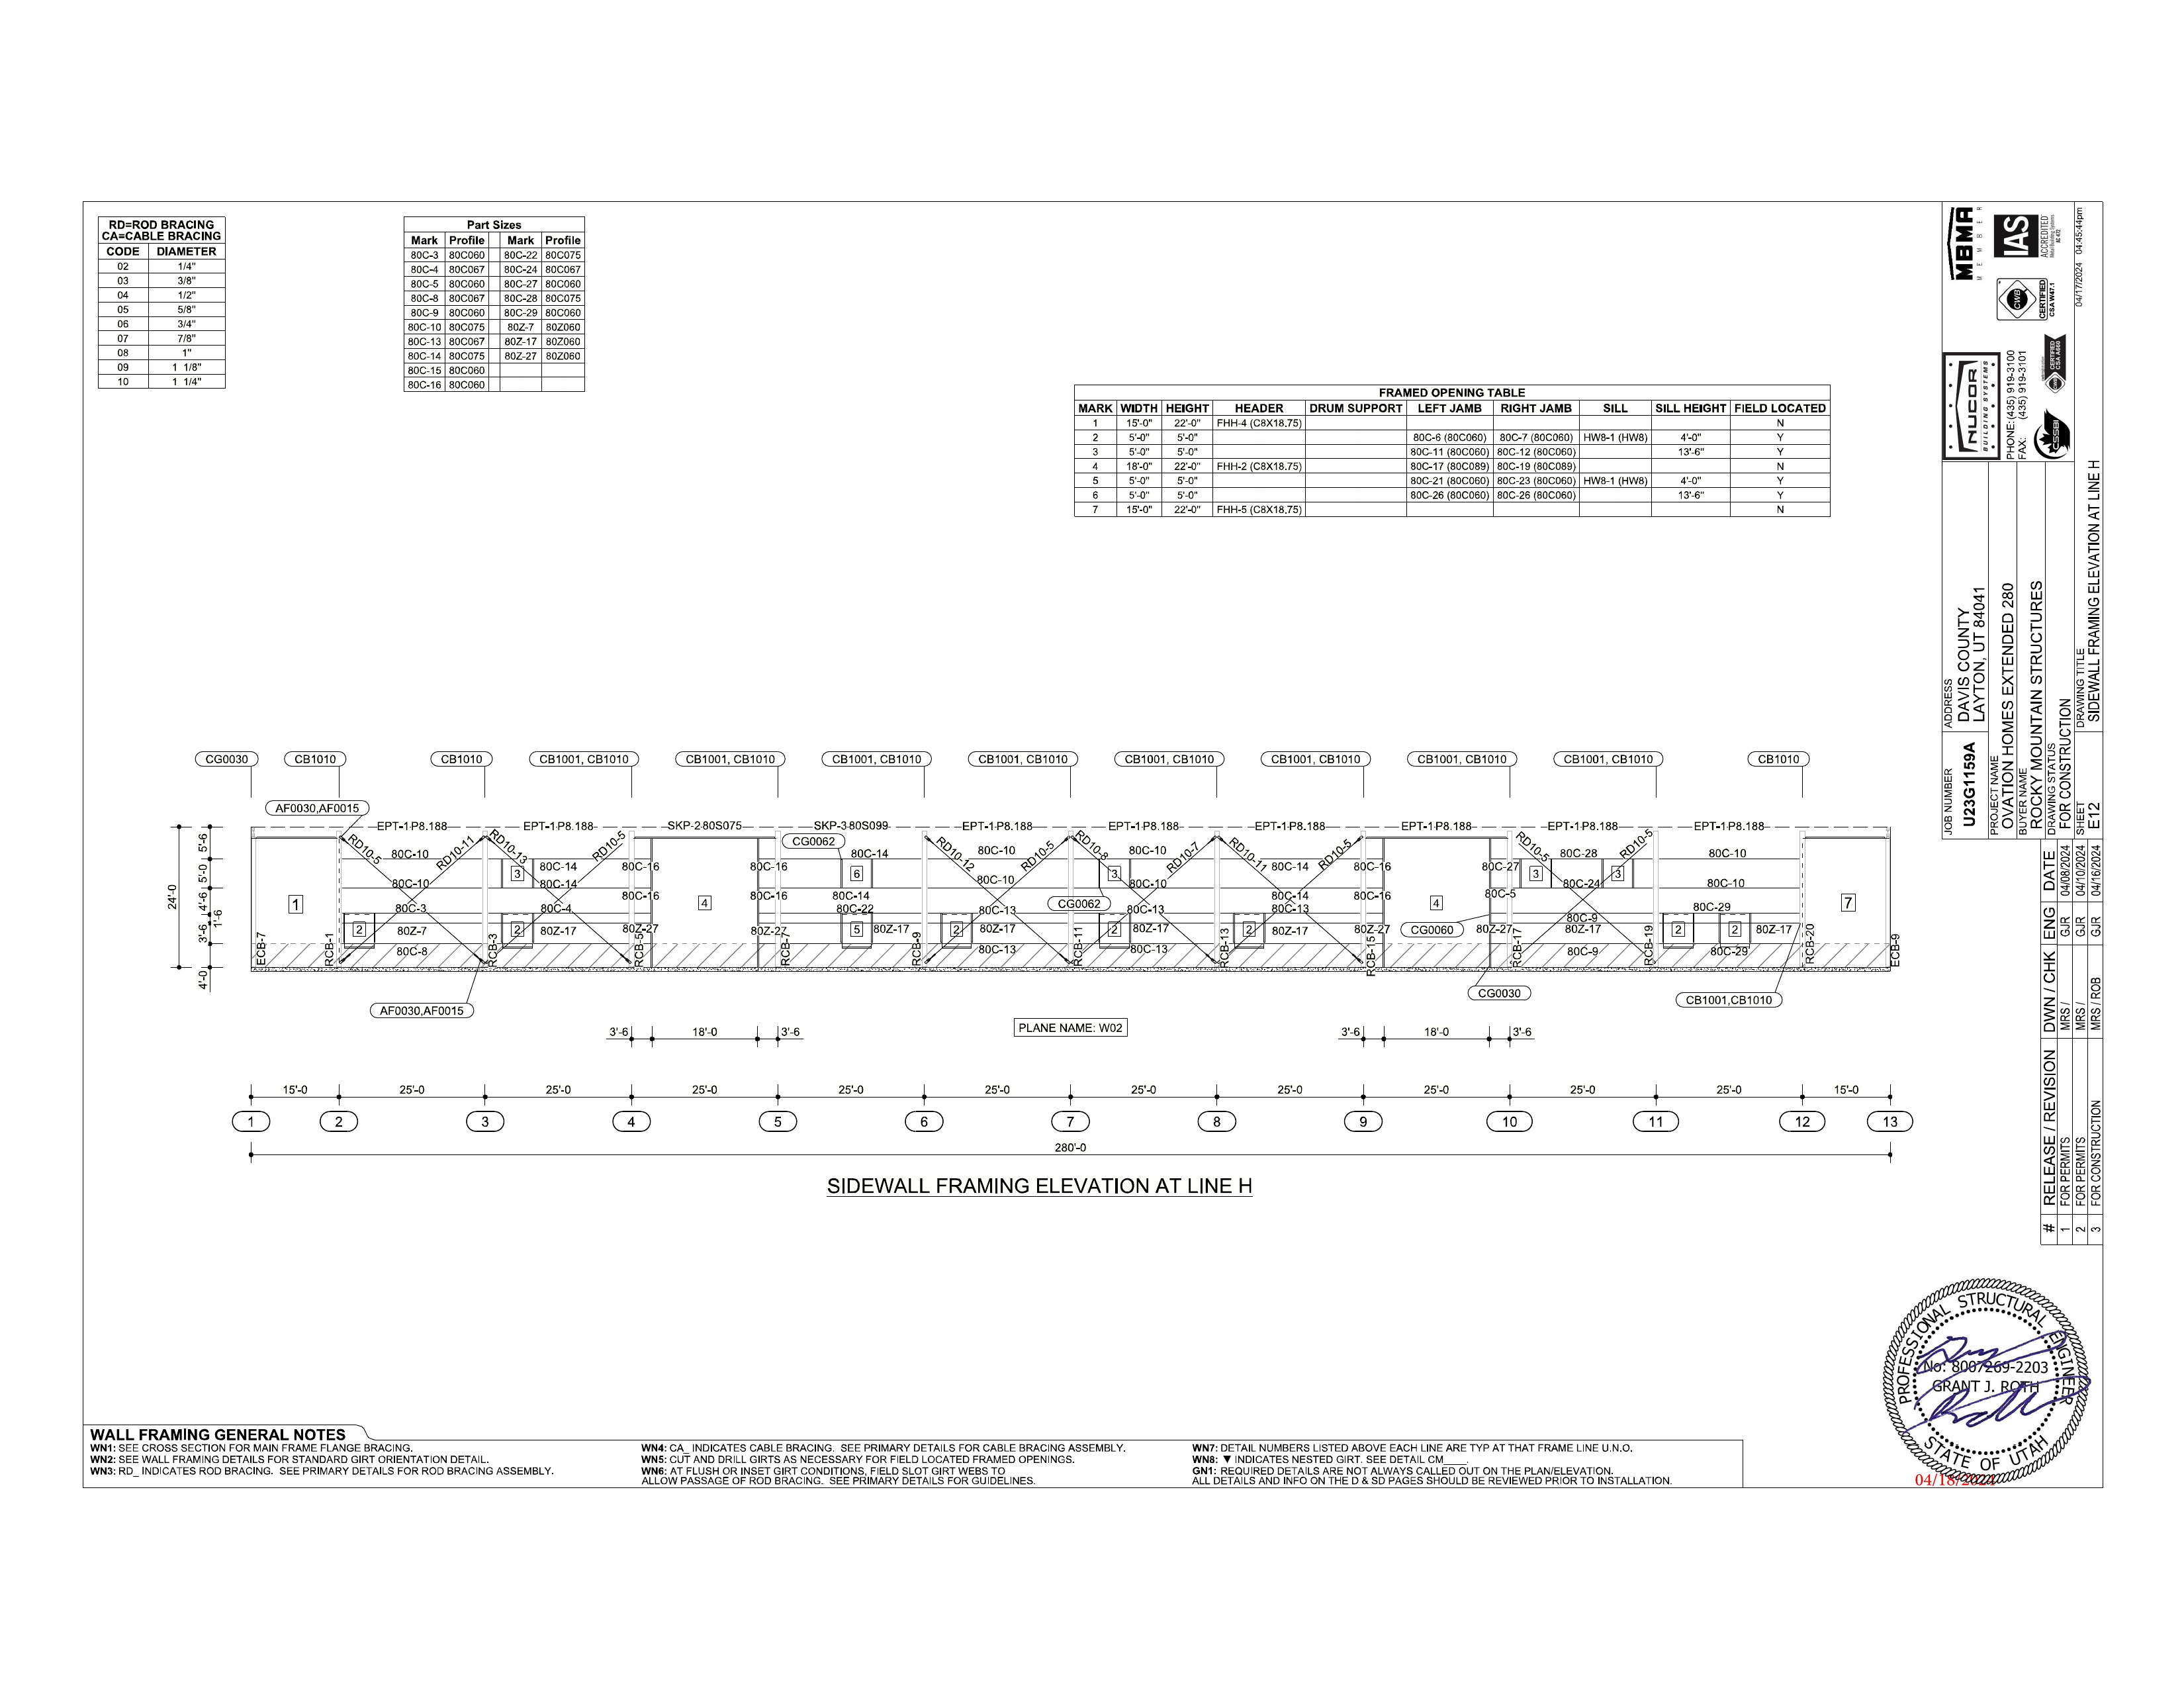 RD=ROD BRACING
CA=CABLE BRACING
CODE DIAMETER
02 1/4"
03 3/8"
04 1/2"
05 5/8"
06 3/4"
07 7/8"
08 1"
09 1 1/8"
10 1 1/4"
Part Sizes
Mark Profile Mark Profile
80C-3 80C060 80C-22 80C075
80C-4 80C067 80C-24 80C067
80C-5 80C060 80C-27 80C060
80C-8 80C067 80C-28 80C075
80C-9 80C060 80C-29 80C060
80C-10 80C075 80Z-7 80Z060
80C-13 80C067 80Z-17 80Z060
80C-14 80C075 80Z-27 80Z060
80C-15 80C060
80C-16 80C060
FRAMED OPENING TABLE
MARK WIDTH HEIGHT HEADER DRUM SUPPORT LEFT JAMB RIGHT JAMB SILL SILL HEIGHT FIELD LOCATED
1 15'-0" 22'-0" FHH-4 (C8X18.75) N
2 5'-0" 5'-0" 80C-6 (80C060) 80C-7 (80C060) HW8-1 (HW8) 4'-0" Y
3 5'-0" 5'-0" 80C-11 (80C060) 80C-12 (80C060) 13'-6" Y
4 18'-0" 22'-0" FHH-2 (C8X18.75) 80C-17 (80C089) 80C-19 (80C089) N
5 5'-0" 5'-0" 80C-21 (80C060) 80C-23 (80C060) HW8-1 (HW8) 4'-0" Y
6 5'-0" 5'-0" 80C-26 (80C060) 80C-26 (80C060) 13'-6" Y
7 15'-0" 22'-0" FHH-5 (C8X18.75) N
CG0030 CB1010 CB1010 CB1001, CB1010 CB1001, CB1010 CB1001, CB1010 CB1001, CB1010 CB1001, CB1010 CB1001, CB1010 CB1001, CB1010 CB1001, CB1010 CB1010
AF0030,AF0015
EPT-1 P8.188 EPT-1 P8.188 SKP-2 80S075 SKP-3 80S099 EPT-1 P8.188 EPT-1 P8.188 EPT-1 P8.188 EPT-1 P8.188 EPT-1 P8.188 EPT-1 P8.188
CG0062
RD10-5 RD10-11 RD10-13 RD10-5 RD10-12 RD10-5 RD10-8 RD10-7 RD10-11 RD10-5 RD10-5 RD10-5
80C-10 80C-14 80C-10 80C-10 80C-28 80C-10
80C-14 80C-16 80C-16 80C-14 80C-16 80C-27
3 6 3 3 3
80C-10 80C-14 80C-10 80C-10 80C-24 80C-10
80C-16 80C-16 80C-14 80C-14 80C-16 80C-5
1 4 CG0062 4 7
80C-3 80C-4 80C-22 80C-13 80C-13 80C-13 80C-9 80C-29
2 80Z-7 2 80Z-17 80Z-27 80Z-27 5 80Z-17 2 80Z-17 2 80Z-17 2 80Z-17 80Z-27 CG0060 80Z-27 80Z-17 2 2 80Z-17
80C-8 80C-13 80C-13 80C-9 80C-29
ECB-7 RCB-1 RCB-3 RCB-5 RCB-7 RCB-9 RCB-11 RCB-13 RCB-15 RCB-17 RCB-19 RCB-20 ECB-9
24'-0
5'-6
5'-0
4'-6
1'-6
3'-6
4'-0
AF0030,AF0015 CG0030 CB1001,CB1010
PLANE NAME: W02
3'-6 18'-0 3'-6 3'-6 18'-0 3'-6
15'-0 25'-0 25'-0 25'-0 25'-0 25'-0 25'-0 25'-0 25'-0 25'-0 25'-0 15'-0
1 2 3 4 5 6 7 8 9 10 11 12 13
280'-0
SIDEWALL FRAMING ELEVATION AT LINE H
WALL FRAMING GENERAL NOTES
WN1: SEE CROSS SECTION FOR MAIN FRAME FLANGE BRACING.
WN2: SEE WALL FRAMING DETAILS FOR STANDARD GIRT ORIENTATION DETAIL.
WN3: RD_ INDICATES ROD BRACING. SEE PRIMARY DETAILS FOR ROD BRACING ASSEMBLY.
WN4: CA_ INDICATES CABLE BRACING. SEE PRIMARY DETAILS FOR CABLE BRACING ASSEMBLY.
WN5: CUT AND DRILL GIRTS AS NECESSARY FOR FIELD LOCATED FRAMED OPENINGS.
WN6: AT FLUSH OR INSET GIRT CONDITIONS, FIELD SLOT GIRT WEBS TO
ALLOW PASSAGE OF ROD BRACING. SEE PRIMARY DETAILS FOR GUIDELINES.
WN7: DETAIL NUMBERS LISTED ABOVE EACH LINE ARE TYP AT THAT FRAME LINE U.N.O.
WN8: ▼ INDICATES NESTED GIRT. SEE DETAIL CM____.
GN1: REQUIRED DETAILS ARE NOT ALWAYS CALLED OUT ON THE PLAN/ELEVATION.
ALL DETAILS AND INFO ON THE D & SD PAGES SHOULD BE REVIEWED PRIOR TO INSTALLATION.
MBMA
MEMBER
IAS
ACCREDITED
CWB
CERTIFIED
CSA W47.1
CERTIFIED
CSA A660
CSSBI
NUCOR
BUILDING SYSTEMS
PHONE: (435) 919-3100
FAX: (435) 919-3101
04/17/2024 04:45:44pm
JOB NUMBER
U23G1159A
ADDRESS
DAVIS COUNTY
LAYTON, UT 84041
PROJECT NAME
OVATION HOMES EXTENDED 280
BUYER NAME
ROCKY MOUNTAIN STRUCTURES
DRAWING STATUS
FOR CONSTRUCTION
SHEET
E12
DRAWING TITLE
SIDEWALL FRAMING ELEVATION AT LINE H
# RELEASE / REVISION DWN / CHK ENG DATE
1 FOR PERMITS MRS / GJR 04/08/2024
2 FOR PERMITS MRS / GJR 04/10/2024
3 FOR CONSTRUCTION MRS / ROB GJR 04/16/2024
PROFESSIONAL STRUCTURAL ENGINEER
No: 8007269-2203
GRANT J. ROTH
STATE OF UTAH
04/18/2024